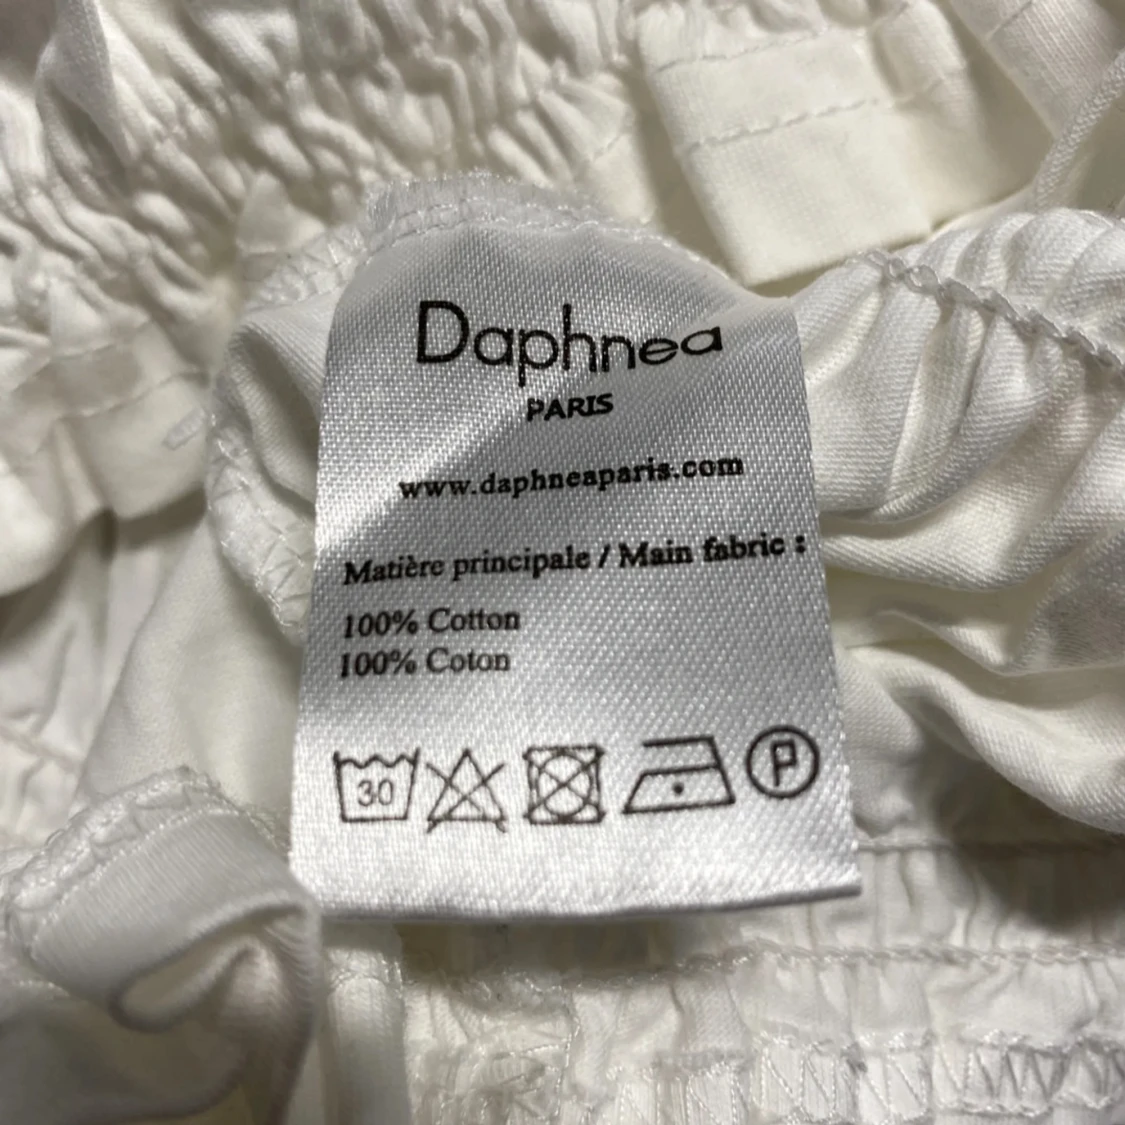 Daphnea
PARIS
www.daphneaparis.com
Matière principale / Main fabric :
100% Cotton
100% Coton
30 P